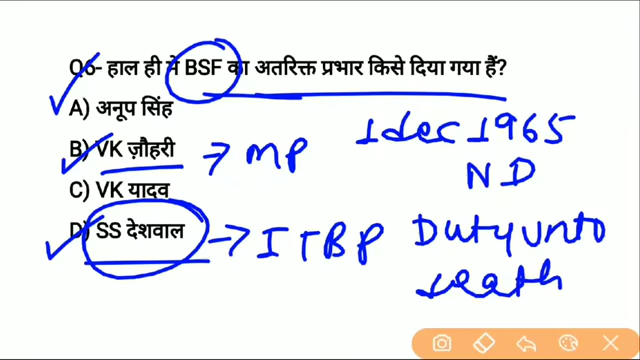 Q6- हाल ही मे BSF का अतरिक्त प्रभार किसे दिया गया हैं?
A) अनूप सिंह
B) VK ज़ौहरी → MP
1 dec 1965
ND
C) VK यादव
D) SS देशवाल → ITBP
Duty unto
death